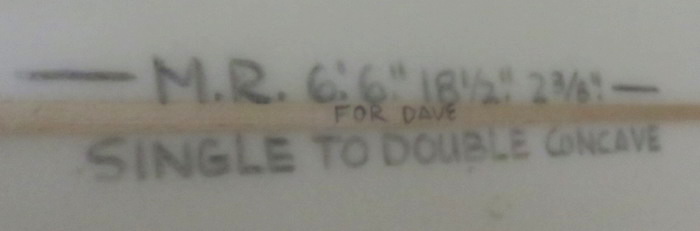 — M.R. 6'.6" 18½" 2⅜" —
FOR DAVE
SINGLE TO DOUBLE CONCAVE